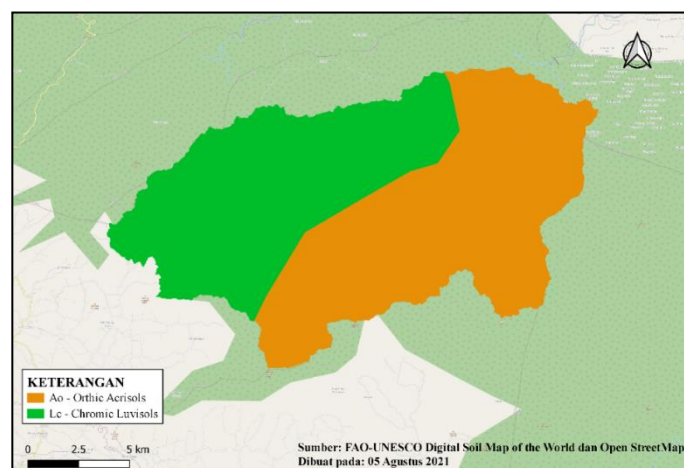 KETERANGAN
Ao - Orthic Acrisols
Lc - Chromic Luvisols
0 2.5 5 km
Sumber: FAO-UNESCO Digital Soil Map of the World dan Open StreetMap
Dibuat pada: 05 Agustus 2021